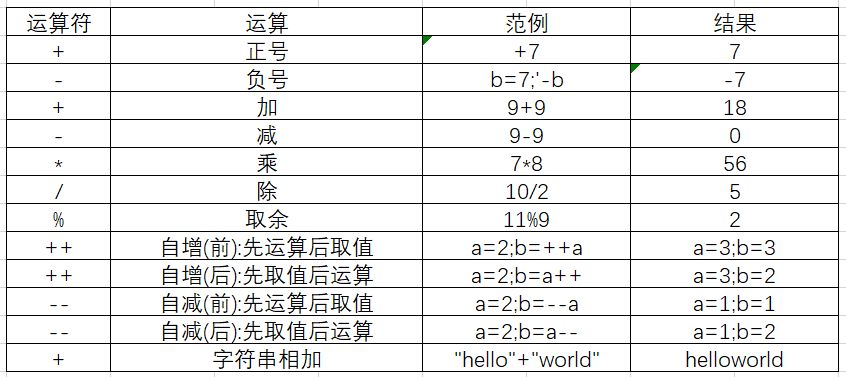 运算符 运算 范例 结果
+ 正号 +7 7
- 负号 b=7;'-b -7
+ 加 9+9 18
- 减 9-9 0
* 乘 7*8 56
/ 除 10/2 5
% 取余 11%9 2
++ 自增(前):先运算后取值 a=2;b=++a a=3;b=3
++ 自增(后):先取值后运算 a=2;b=a++ a=3;b=2
-- 自减(前):先运算后取值 a=2;b=--a a=1;b=1
-- 自减(后):先取值后运算 a=2;b=a-- a=1;b=2
+ 字符串相加 "hello"+"world" helloworld